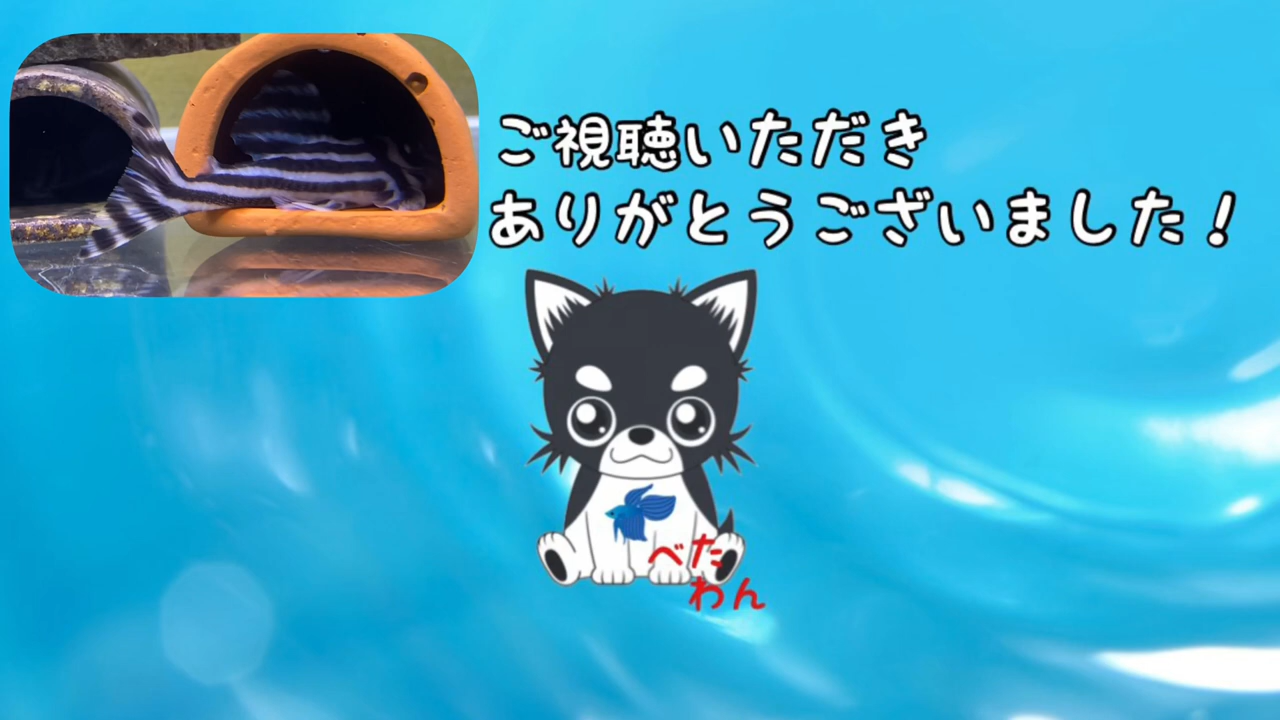 ご視聴いただき
ありがとうございました！
べた
わん